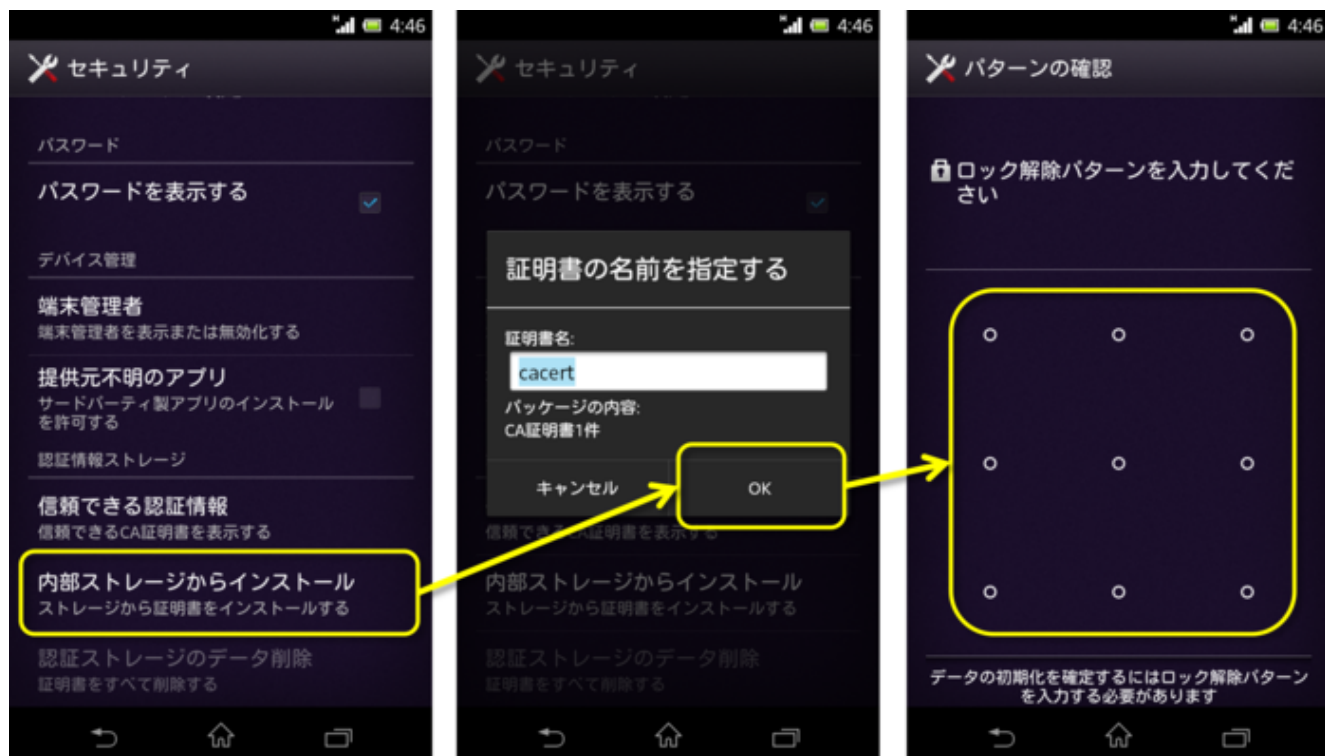 4:46
セキュリティ
パスワード
パスワードを表示する
デバイス管理
端末管理者
端末管理者を表示または無効化する
提供元不明のアプリ
サードパーティ製アプリのインストール
を許可する
認証情報ストレージ
信頼できる認証情報
信頼できるCA証明書を表示する
内部ストレージからインストール
ストレージから証明書をインストールする
認証ストレージのデータ削除
証明書をすべて削除する
4:46
セキュリティ
パスワード
パスワードを表示する
証明書の名前を指定する
証明書名:
cacert
パッケージの内容:
CA証明書1件
キャンセル
OK
信頼できるCA証明書を表示する
内部ストレージからインストール
ストレージから証明書をインストールする
認証ストレージのデータ削除
証明書をすべて削除する
4:46
パターンの確認
ロック解除パターンを入力してくだ
さい
データの初期化を確定するにはロック解除パターン
を入力する必要があります